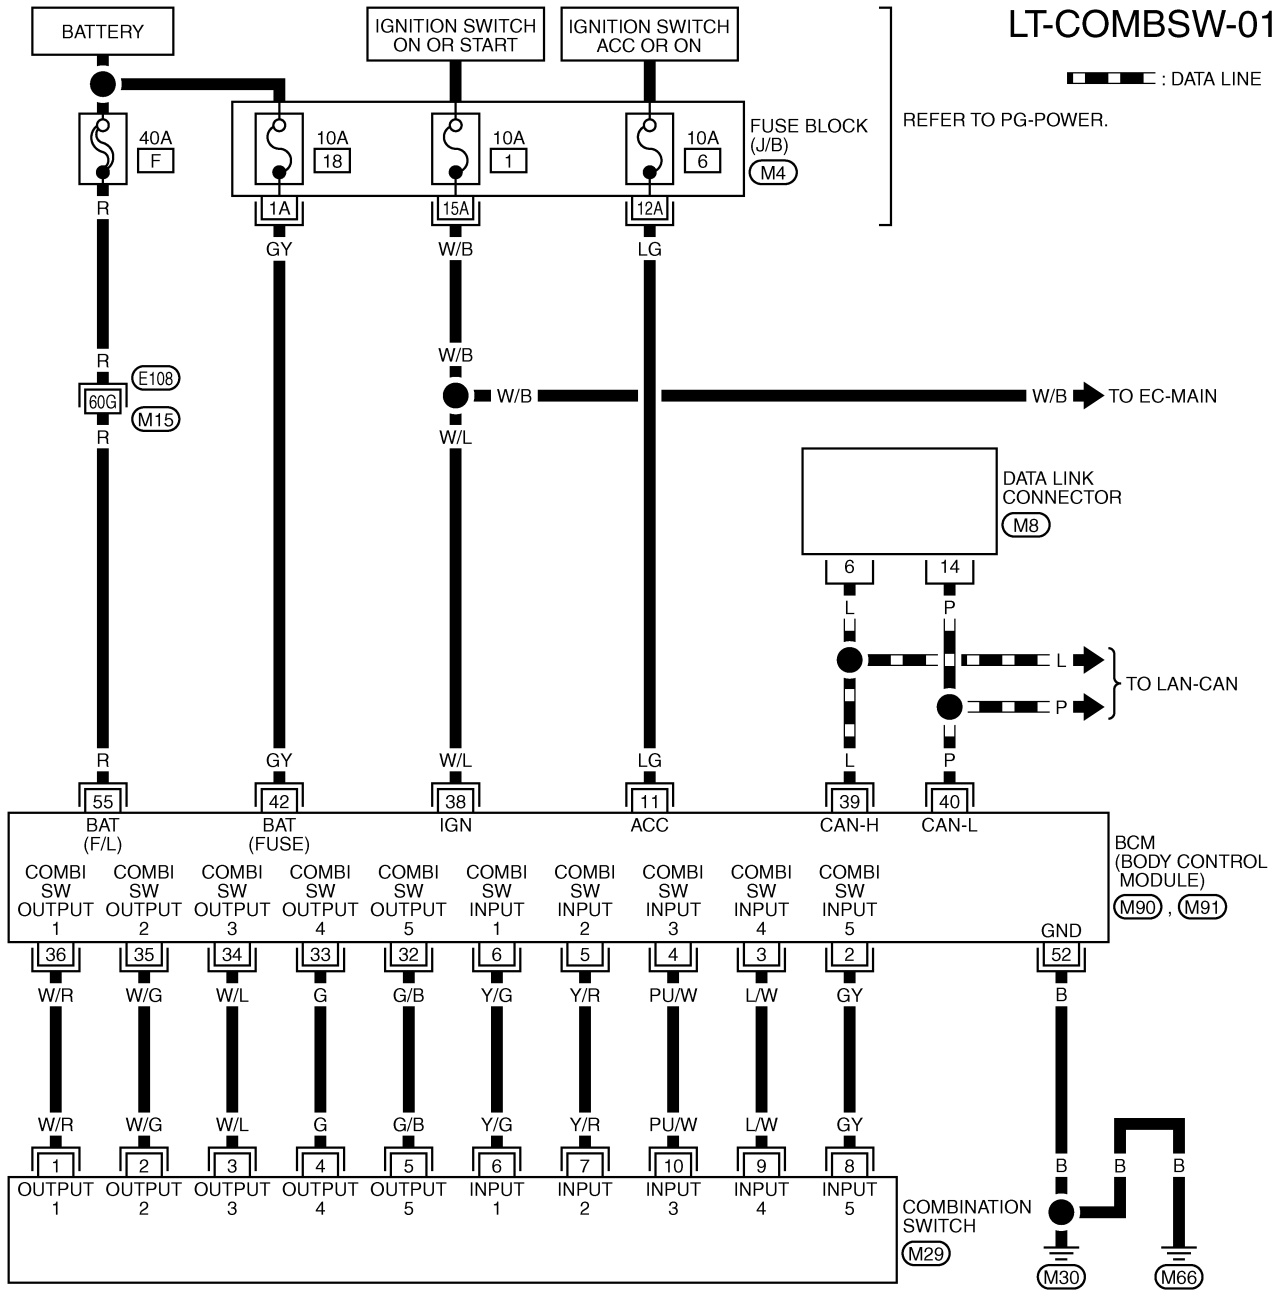 LT-COMBSW-01
: DATA LINE
BATTERY
IGNITION SWITCH
ON OR START
IGNITION SWITCH
ACC OR ON
REFER TO PG-POWER.
40A
F
10A
18
10A
1
10A
6
FUSE BLOCK
(J/B)
M4
1A
15A
12A
R
GY
W/B
LG
R
E108
60G
M15
R
W/B
W/B
W/B
TO EC-MAIN
W/L
DATA LINK
CONNECTOR
M8
6
14
L
P
L
P
TO LAN-CAN
R
GY
W/L
LG
L
P
55
42
38
11
39
40
BAT
(F/L)
BAT
(FUSE)
IGN
ACC
CAN-H
CAN-L
BCM
(BODY CONTROL
MODULE)
M90 , M91
COMBI
SW
OUTPUT
1
COMBI
SW
OUTPUT
2
COMBI
SW
OUTPUT
3
COMBI
SW
OUTPUT
4
COMBI
SW
OUTPUT
5
COMBI
SW
INPUT
1
COMBI
SW
INPUT
2
COMBI
SW
INPUT
3
COMBI
SW
INPUT
4
COMBI
SW
INPUT
5
GND
36
35
34
33
32
6
5
4
3
2
52
W/R
W/G
W/L
G
G/B
Y/G
Y/R
PU/W
L/W
GY
B
W/R
W/G
W/L
G
G/B
Y/G
Y/R
PU/W
L/W
GY
B
B
B
1
2
3
4
5
6
7
10
9
8
OUTPUT
1
OUTPUT
2
OUTPUT
3
OUTPUT
4
OUTPUT
5
INPUT
1
INPUT
2
INPUT
3
INPUT
4
INPUT
5
COMBINATION
SWITCH
M29
M30
M66